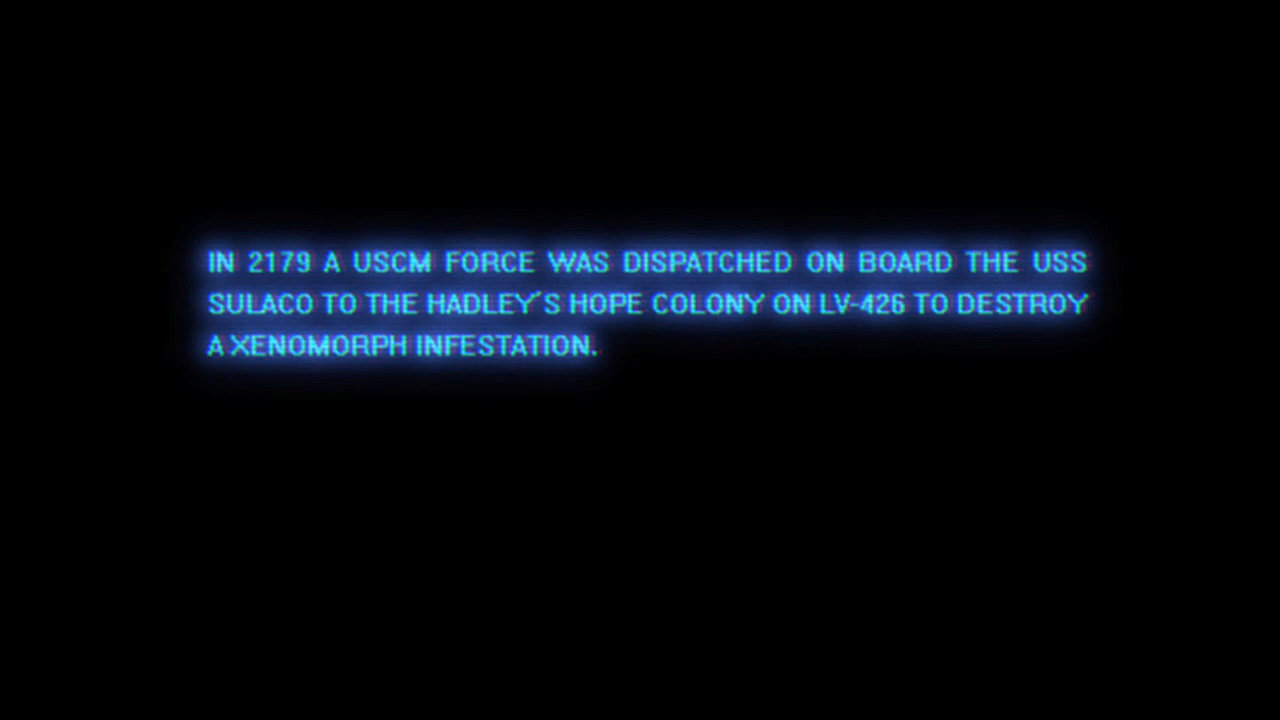 IN 2179 A USCM FORCE WAS DISPATCHED ON BOARD THE USS
SULACO TO THE HADLEY´S HOPE COLONY ON LV-426 TO DESTROY
A XENOMORPH INFESTATION.